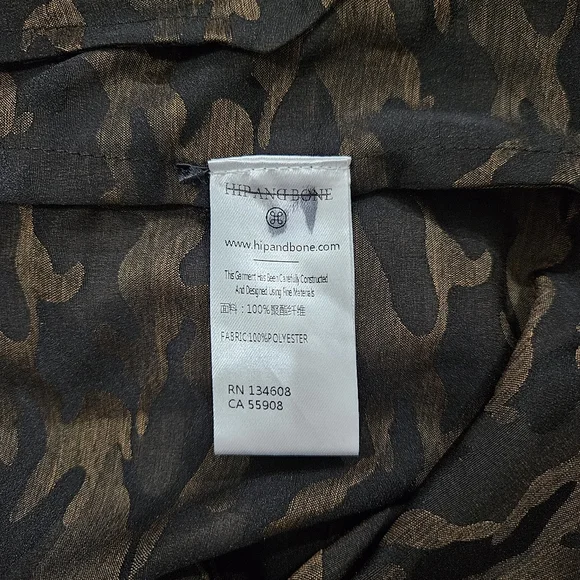 HIP AND BONE
www.hipandbone.com
This Garment Has Been Carefully Constructed
And Designed Using Fine Materials
面料：100%聚酯纤维
FABRIC:100%POLYESTER
RN 134608
CA 55908